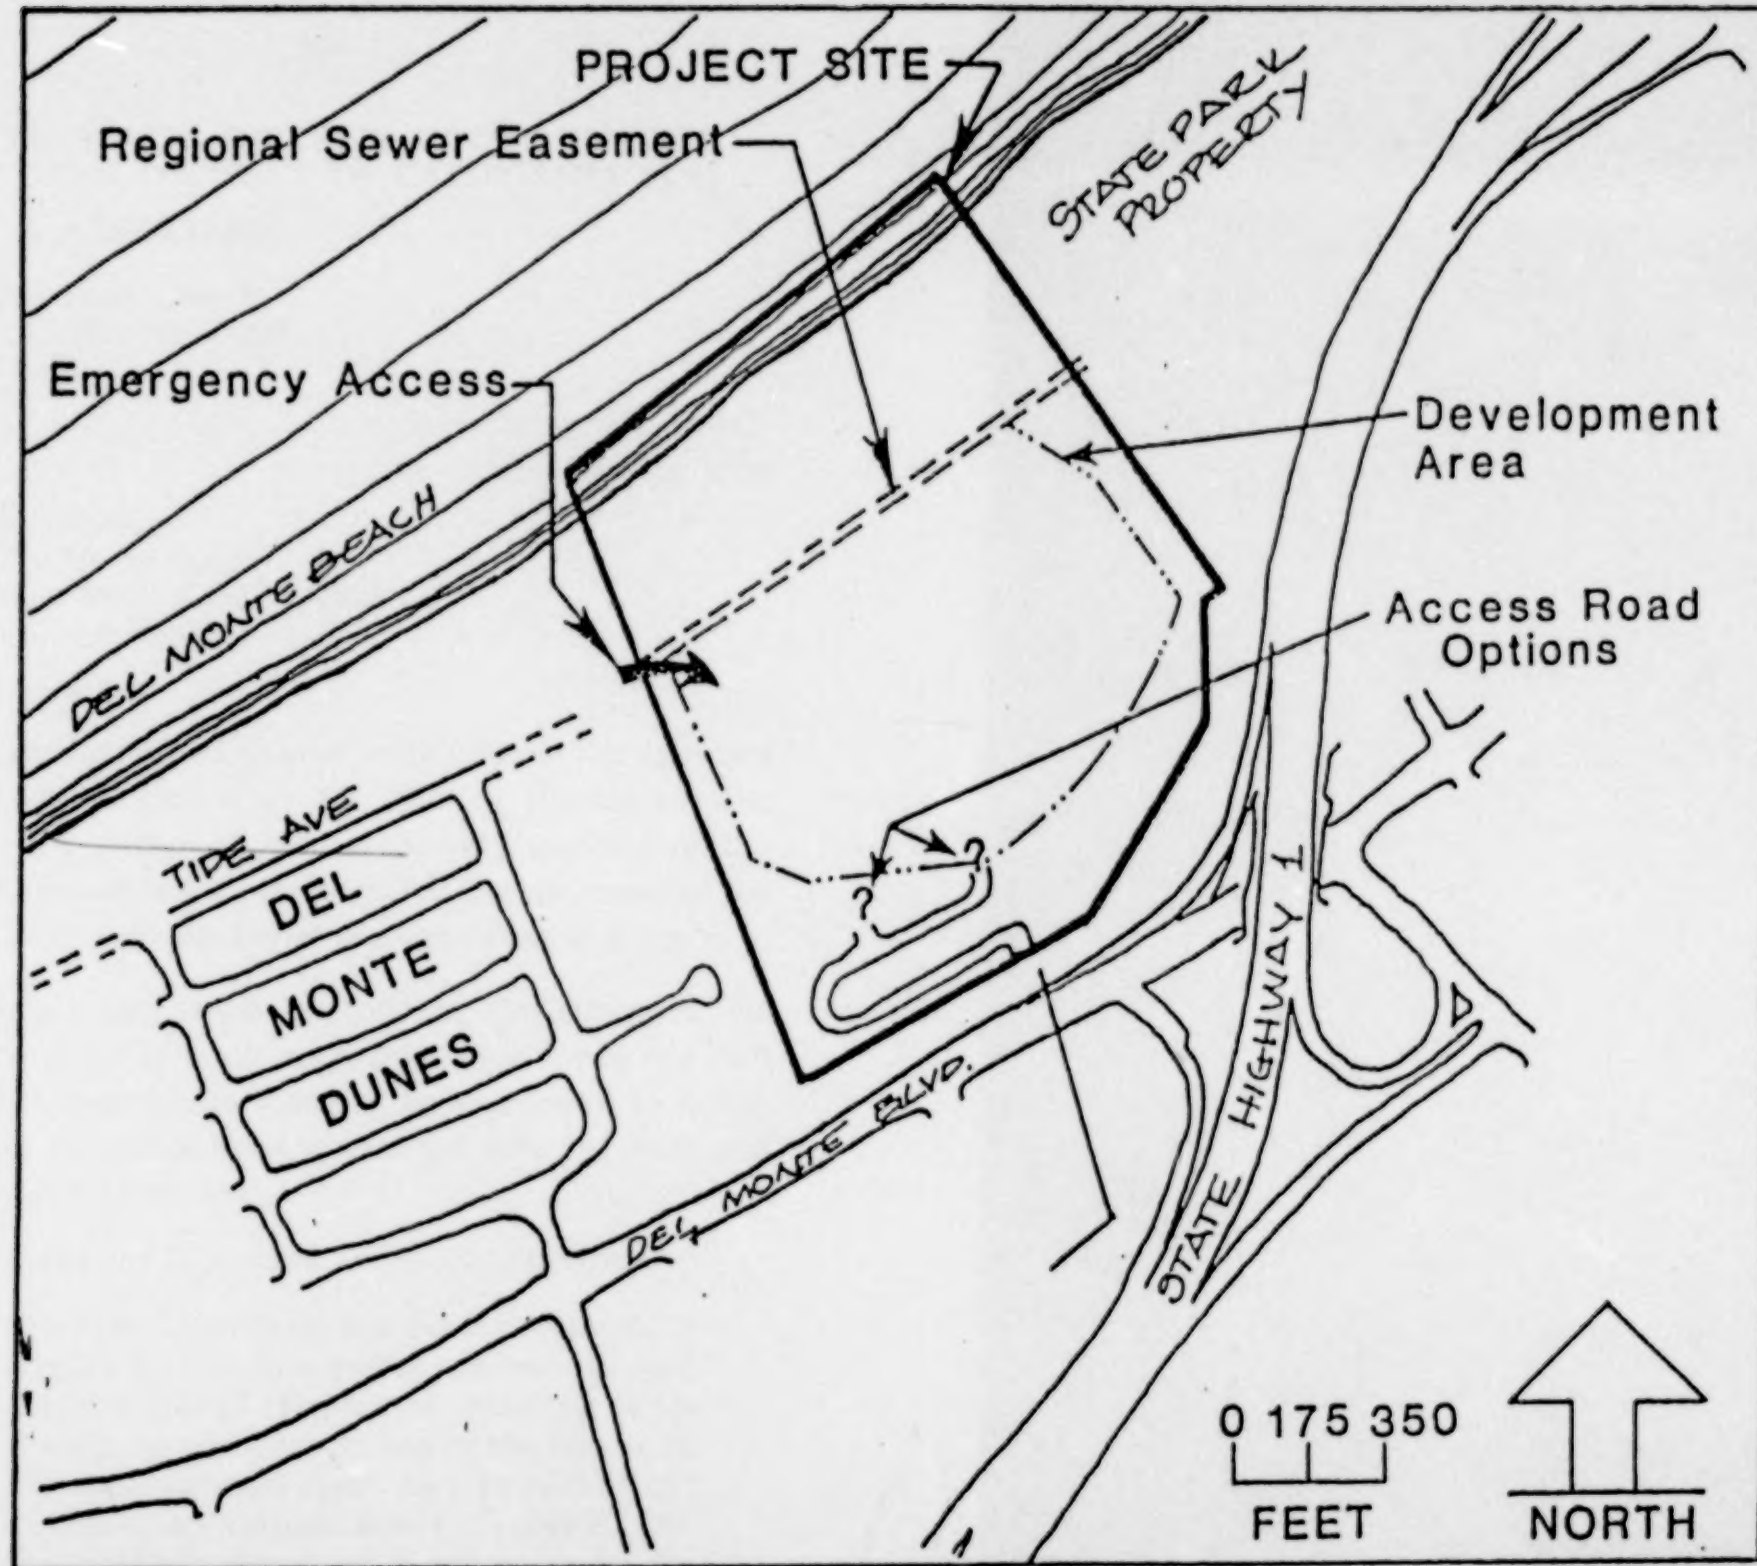 PROJECT SITE
Regional Sewer Easement
STATE PARK
PROPERTY
Emergency Access
Development
Area
DEL MONTE BEACH
Access Road
Options
TIDE AVE
DEL
MONTE
DUNES
?
?
STATE HIGHWAY 1
DEL MONTE BLVD.
0 175 350
FEET
NORTH